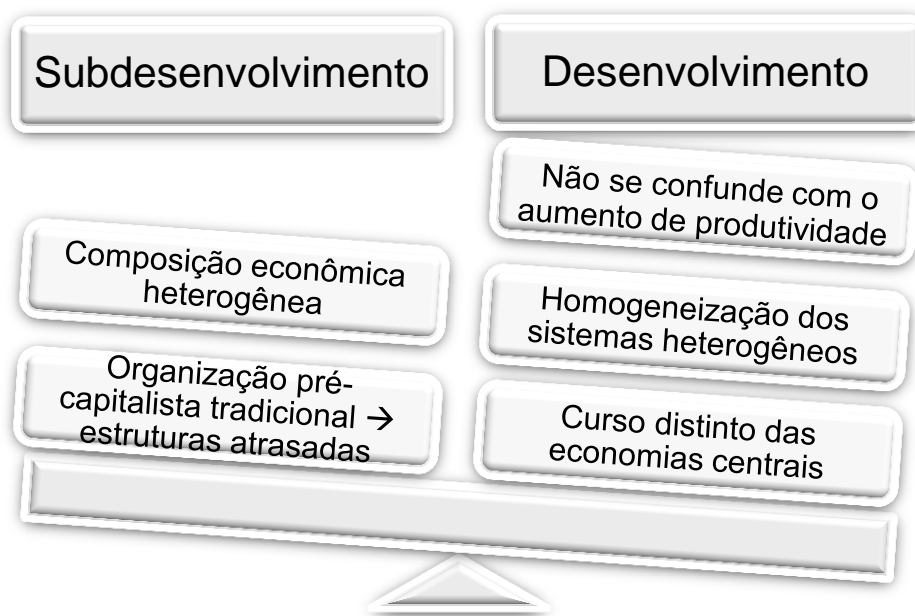 Subdesenvolvimento
Desenvolvimento
Não se confunde com o
aumento de produtividade
Composição econômica
heterogênea
Homogeneização dos
sistemas heterogêneos
Organização pré-
capitalista tradicional →
estruturas atrasadas
Curso distinto das
economias centrais